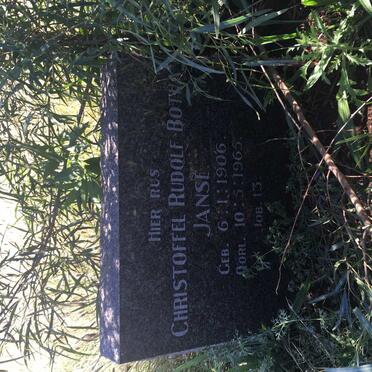 HIER RUS
CHRISTOFFEL RUDOLF BOTHA
JANSE
GEB. 6.1.1906
OORL. 10.5.1965
JOB. 13